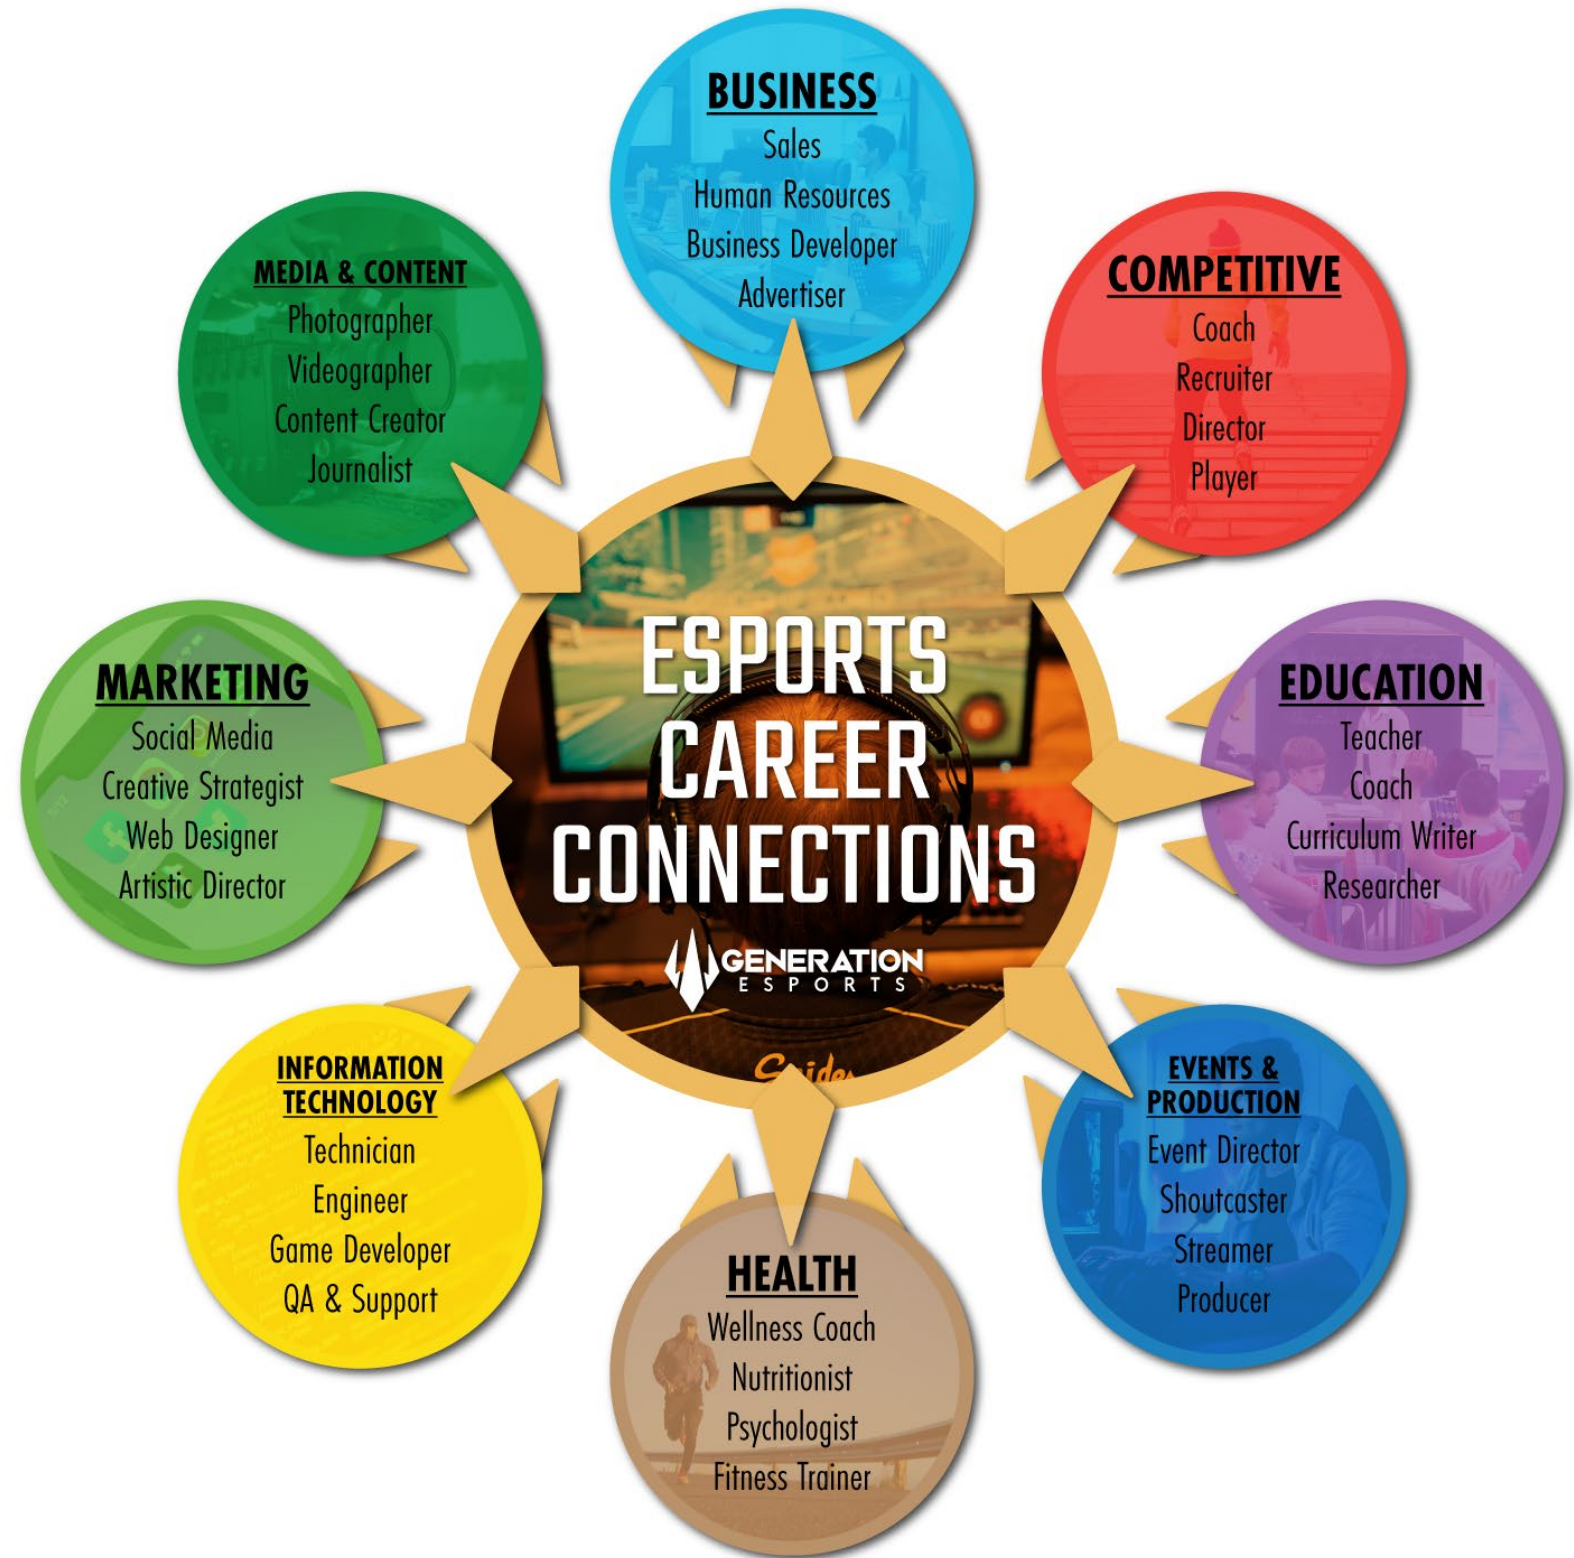 BUSINESS
Sales
Human Resources
Business Developer
Advertiser
COMPETITIVE
Coach
Recruiter
Director
Player
EDUCATION
Teacher
Coach
Curriculum Writer
Researcher
EVENTS &
PRODUCTION
Event Director
Shoutcaster
Streamer
Producer
HEALTH
Wellness Coach
Nutritionist
Psychologist
Fitness Trainer
INFORMATION
TECHNOLOGY
Technician
Engineer
Game Developer
QA & Support
MARKETING
Social Media
Creative Strategist
Web Designer
Artistic Director
MEDIA & CONTENT
Photographer
Videographer
Content Creator
Journalist
ESPORTS
CAREER
CONNECTIONS
GENERATION
ESPORTS